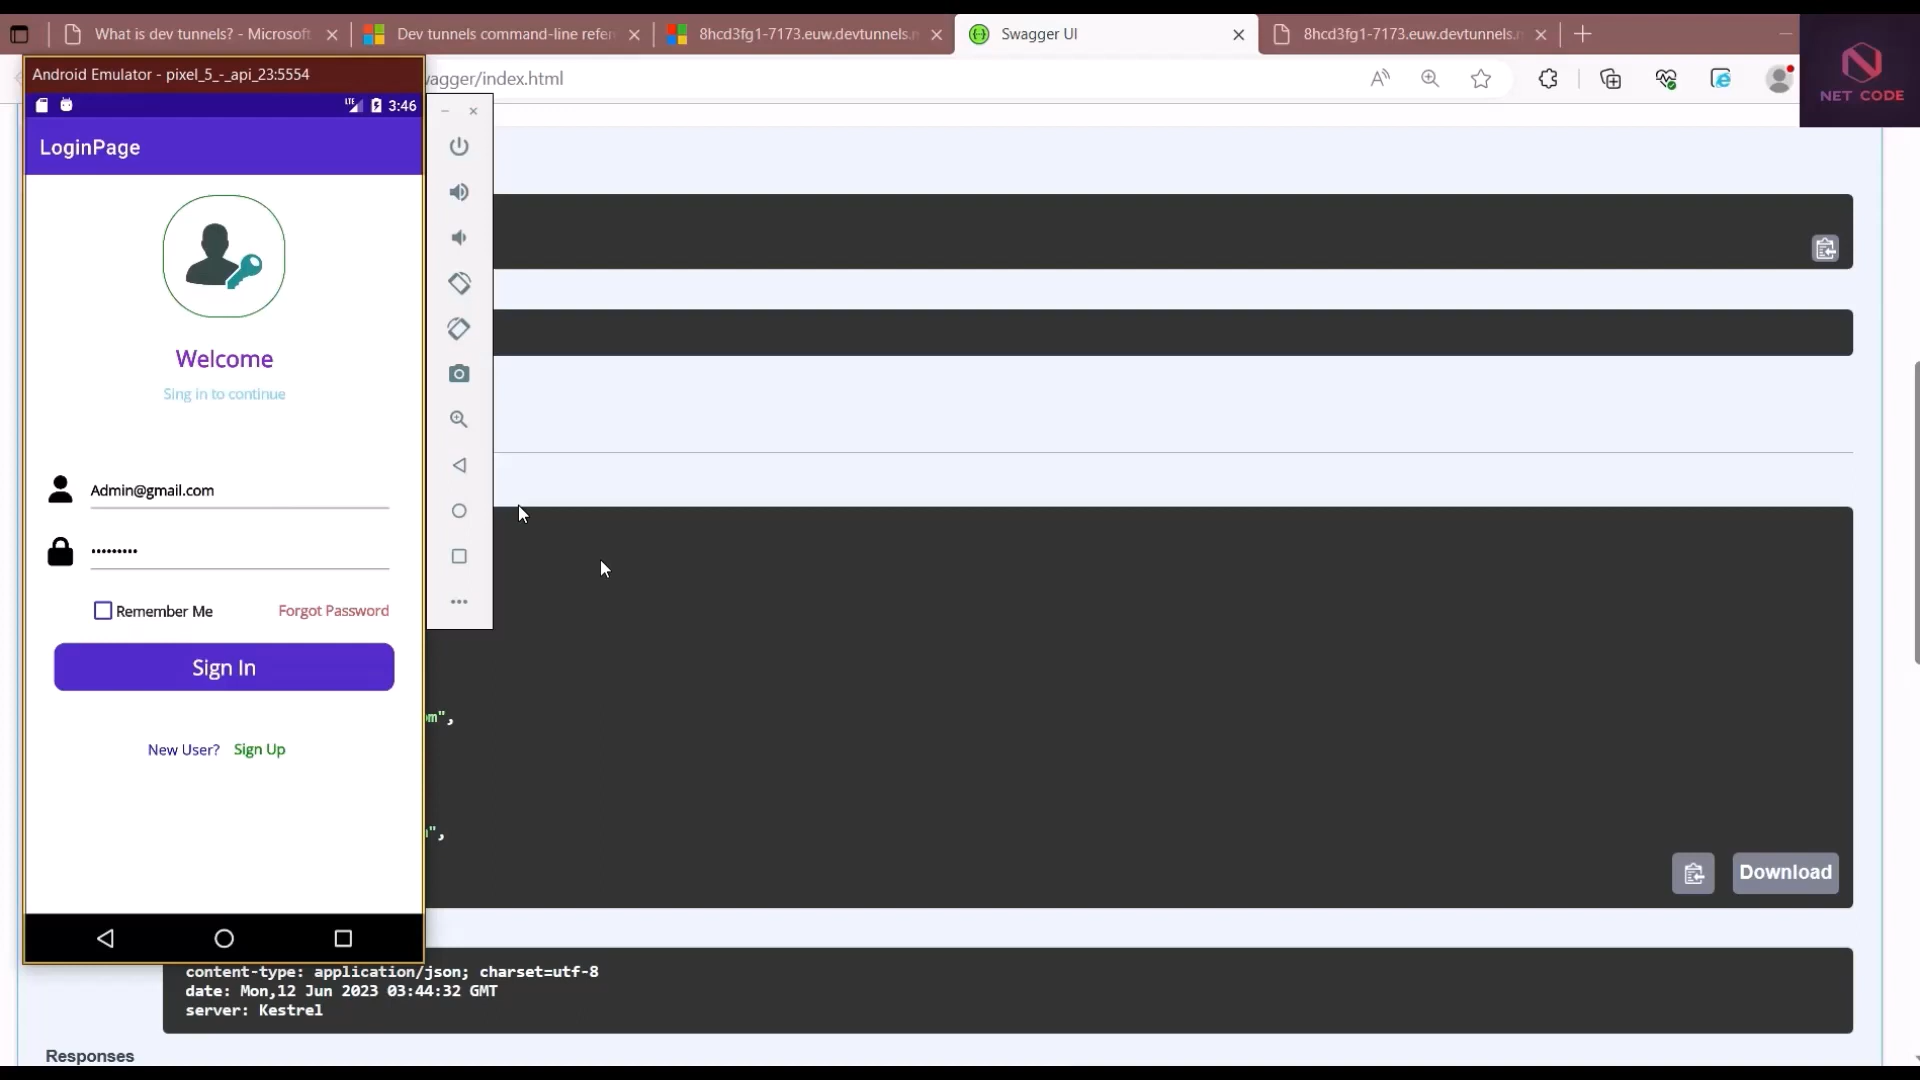 What is dev tunnels? - Microsoft
Dev tunnels command-line refer
8hcd3fg1-7173.euw.devtunnels.m
Swagger UI
8hcd3fg1-7173.euw.devtunnels.m
NET CODE
Android Emulator - pixel_5_-_api_23:5554
wagger/index.html
LTE
3:46
LoginPage
Welcome
Sing in to continue
Admin@gmail.com
•••••••••
Remember Me
Forgot Password
Sign In
m",
New User? Sign Up
",
Download
content-type: application/json; charset=utf-8
date: Mon,12 Jun 2023 03:44:32 GMT
server: Kestrel
Responses